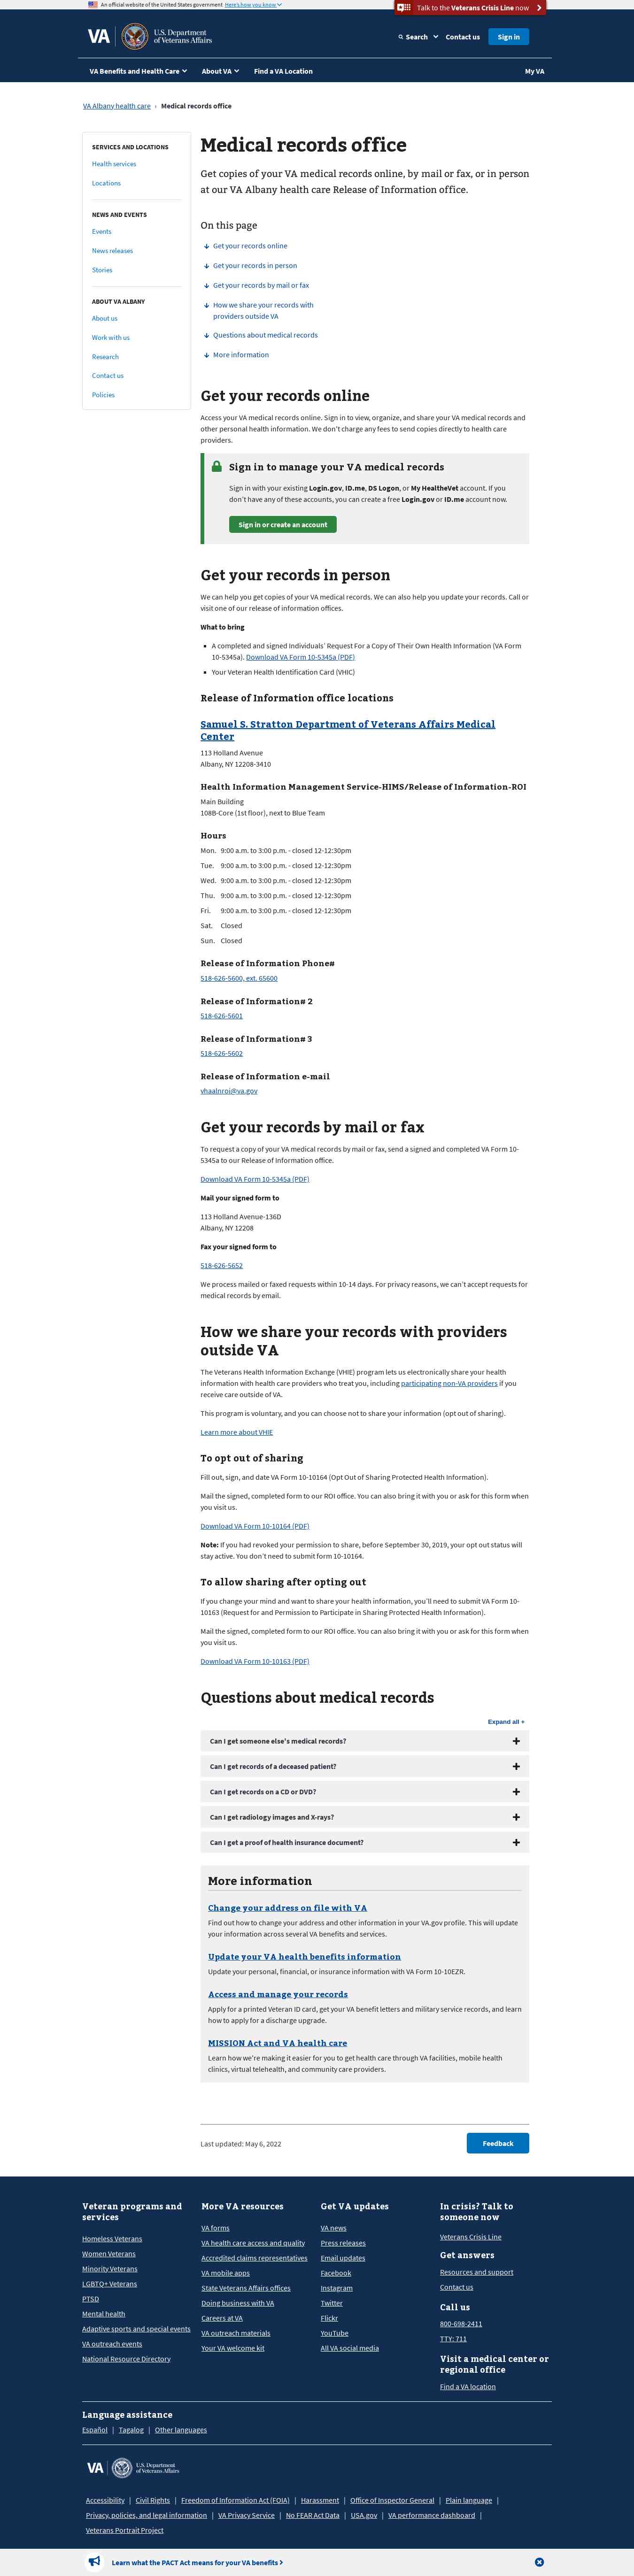 An official website of the United States government Here's how you know
Talk to the Veterans Crisis Line now
VA
U.S. Department
of Veterans Affairs
Search
Contact us
Sign in
VA Benefits and Health Care
About VA
Find a VA Location
My VA
VA Albany health care › Medical records office
SERVICES AND LOCATIONS
Health services
Locations
NEWS AND EVENTS
Events
News releases
Stories
ABOUT VA ALBANY
About us
Work with us
Research
Contact us
Policies
Medical records office
Get copies of your VA medical records online, by mail or fax, or in person
at our VA Albany health care Release of Information office.
On this page
Get your records online
Get your records in person
Get your records by mail or fax
How we share your records with
providers outside VA
Questions about medical records
More information
Get your records online
Access your VA medical records online. Sign in to view, organize, and share your VA medical records and
other personal health information. We don't charge any fees to send copies directly to health care
providers.
Sign in to manage your VA medical records
Sign in with your existing Login.gov, ID.me, DS Logon, or My HealtheVet account. If you
don't have any of these accounts, you can create a free Login.gov or ID.me account now.
Sign in or create an account
Get your records in person
We can help you get copies of your VA medical records. We can also help you update your records. Call or
visit one of our release of information offices.
What to bring
A completed and signed Individuals' Request For a Copy of Their Own Health Information (VA Form
10-5345a). Download VA Form 10-5345a (PDF)
Your Veteran Health Identification Card (VHIC)
Release of Information office locations
Samuel S. Stratton Department of Veterans Affairs Medical
Center
113 Holland Avenue
Albany, NY 12208-3410
Health Information Management Service-HIMS/Release of Information-ROI
Main Building
108B-Core (1st floor), next to Blue Team
Hours
Mon. 9:00 a.m. to 3:00 p.m. - closed 12-12:30pm
Tue. 9:00 a.m. to 3:00 p.m. - closed 12-12:30pm
Wed. 9:00 a.m. to 3:00 p.m. - closed 12-12:30pm
Thu. 9:00 a.m. to 3:00 p.m. - closed 12-12:30pm
Fri. 9:00 a.m. to 3:00 p.m. - closed 12-12:30pm
Sat. Closed
Sun. Closed
Release of Information Phone#
518-626-5600, ext. 65600
Release of Information# 2
518-626-5601
Release of Information# 3
518-626-5602
Release of Information e-mail
vhaalnroi@va.gov
Get your records by mail or fax
To request a copy of your VA medical records by mail or fax, send a signed and completed VA Form 10-
5345a to our Release of Information office.
Download VA Form 10-5345a (PDF)
Mail your signed form to
113 Holland Avenue-136D
Albany, NY 12208
Fax your signed form to
518-626-5652
We process mailed or faxed requests within 10-14 days. For privacy reasons, we can't accept requests for
medical records by email.
How we share your records with providers
outside VA
The Veterans Health Information Exchange (VHIE) program lets us electronically share your health
information with health care providers who treat you, including participating non-VA providers if you
receive care outside of VA.
This program is voluntary, and you can choose not to share your information (opt out of sharing).
Learn more about VHIE
To opt out of sharing
Fill out, sign, and date VA Form 10-10164 (Opt Out of Sharing Protected Health Information).
Mail the signed, completed form to our ROI office. You can also bring it with you or ask for this form when
you visit us.
Download VA Form 10-10164 (PDF)
Note: If you had revoked your permission to share, before September 30, 2019, your opt out status will
stay active. You don't need to submit form 10-10164.
To allow sharing after opting out
If you change your mind and want to share your health information, you'll need to submit VA Form 10-
10163 (Request for and Permission to Participate in Sharing Protected Health Information).
Mail the signed, completed form to our ROI office. You can also bring it with you or ask for this form when
you visit us.
Download VA Form 10-10163 (PDF)
Questions about medical records
Expand all +
Can I get someone else's medical records?
Can I get records of a deceased patient?
Can I get records on a CD or DVD?
Can I get radiology images and X-rays?
Can I get a proof of health insurance document?
More information
Change your address on file with VA
Find out how to change your address and other information in your VA.gov profile. This will update
your information across several VA benefits and services.
Update your VA health benefits information
Update your personal, financial, or insurance information with VA Form 10-10EZR.
Access and manage your records
Apply for a printed Veteran ID card, get your VA benefit letters and military service records, and learn
how to apply for a discharge upgrade.
MISSION Act and VA health care
Learn how we're making it easier for you to get health care through VA facilities, mobile health
clinics, virtual telehealth, and community care providers.
Last updated: May 6, 2022
Feedback
Veteran programs and
services
Homeless Veterans
Women Veterans
Minority Veterans
LGBTQ+ Veterans
PTSD
Mental health
Adaptive sports and special events
VA outreach events
National Resource Directory
More VA resources
VA forms
VA health care access and quality
Accredited claims representatives
VA mobile apps
State Veterans Affairs offices
Doing business with VA
Careers at VA
VA outreach materials
Your VA welcome kit
Get VA updates
VA news
Press releases
Email updates
Facebook
Instagram
Twitter
Flickr
YouTube
All VA social media
In crisis? Talk to
someone now
Veterans Crisis Line
Get answers
Resources and support
Contact us
Call us
800-698-2411
TTY: 711
Visit a medical center or
regional office
Find a VA location
Language assistance
Español | Tagalog | Other languages
VA
U.S. Department
of Veterans Affairs
Accessibility | Civil Rights | Freedom of Information Act (FOIA) | Harassment | Office of Inspector General | Plain language |
Privacy, policies, and legal information | VA Privacy Service | No FEAR Act Data | USA.gov | VA performance dashboard |
Veterans Portrait Project
Learn what the PACT Act means for your VA benefits